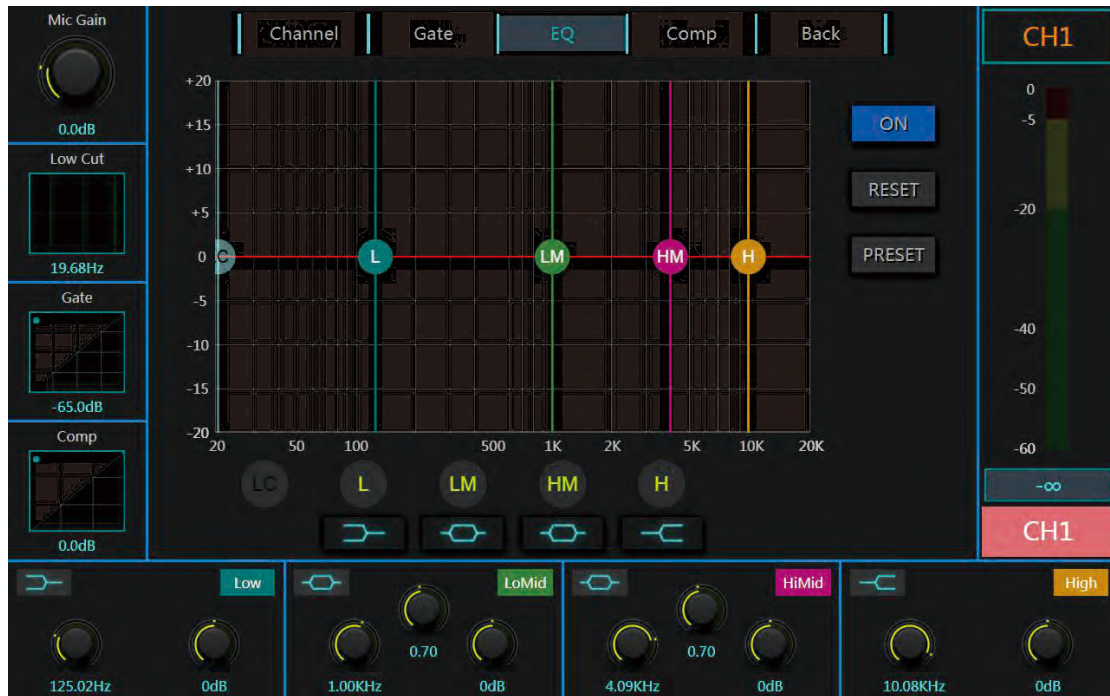 Mic Gain
0.0dB
Low Cut
19.68Hz
Gate
-65.0dB
Comp
0.0dB
Channel Gate EQ Comp Back
+20
+15
+10
+5
0
-5
-10
-15
-20
C L LM HM H
20 50 100 500 1K 2K 5K 10K 20K
LC L LM HM H
ON
RESET
PRESET
CH1
0
-5
-20
-40
-50
-60
-∞
CH1
Low
125.02Hz 0dB
LoMid
0.70
1.00KHz 0dB
HiMid
0.70
4.09KHz 0dB
High
10.08KHz 0dB